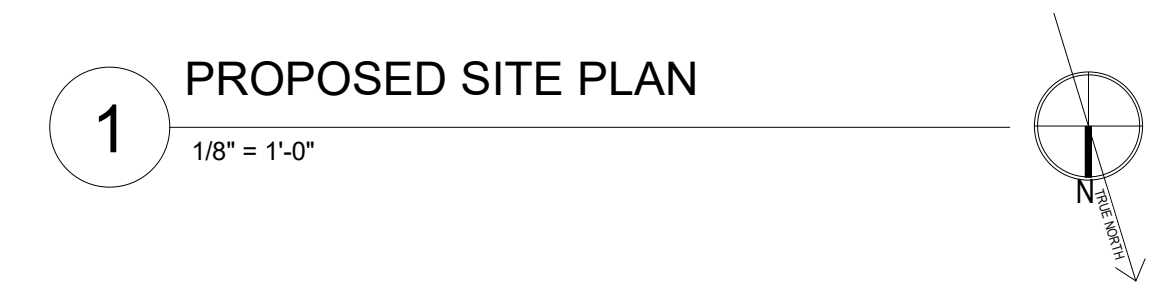 PROPOSED SITE PLAN
1
1/8" = 1'-0"
N
TRUE NORTH